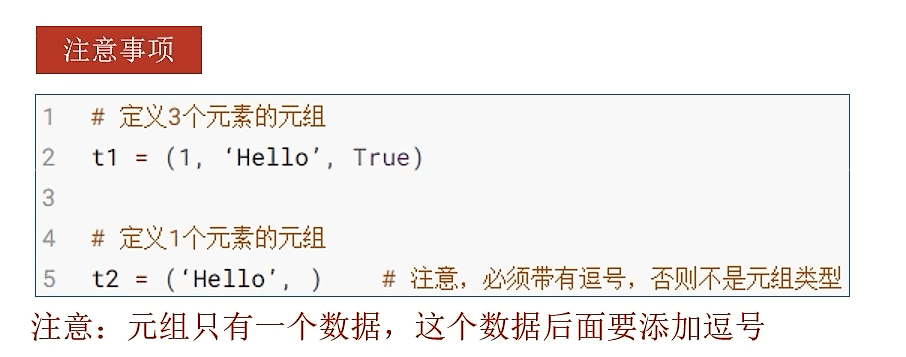 注意事项
1 # 定义3个元素的元组
2 t1 = (1, ‘Hello’, True)
3
4 # 定义1个元素的元组
5 t2 = (‘Hello’, ) # 注意，必须带有逗号，否则不是元组类型
注意：元组只有一个数据，这个数据后面要添加逗号